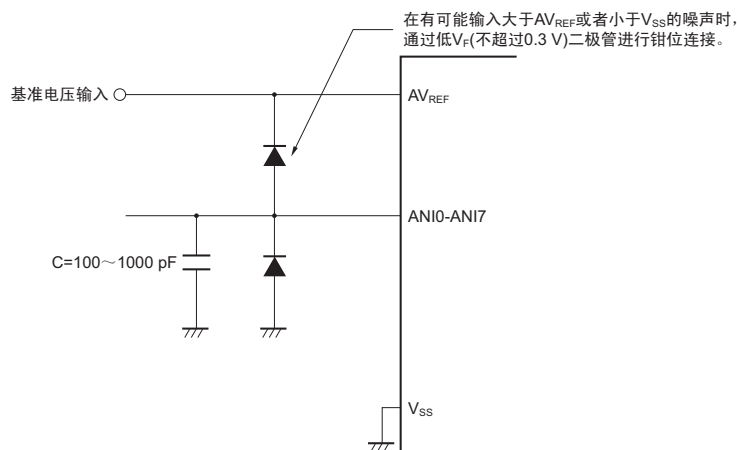 在有可能输入大于AVREF或者小于VSS的噪声时，
通过低VF(不超过0.3 V)二极管进行钳位连接。
基准电压输入
AVREF
ANI0-ANI7
C=100～1000 pF
VSS